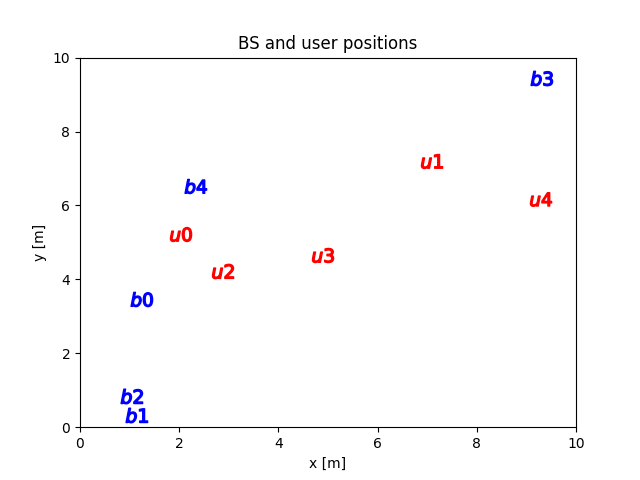 BS and user positions
10
b3
8
u1
b4
u4
6
u0
u3
u2
4
b0
2
b2
b1
0
0 2 4 6 8 10
y [m]
x [m]